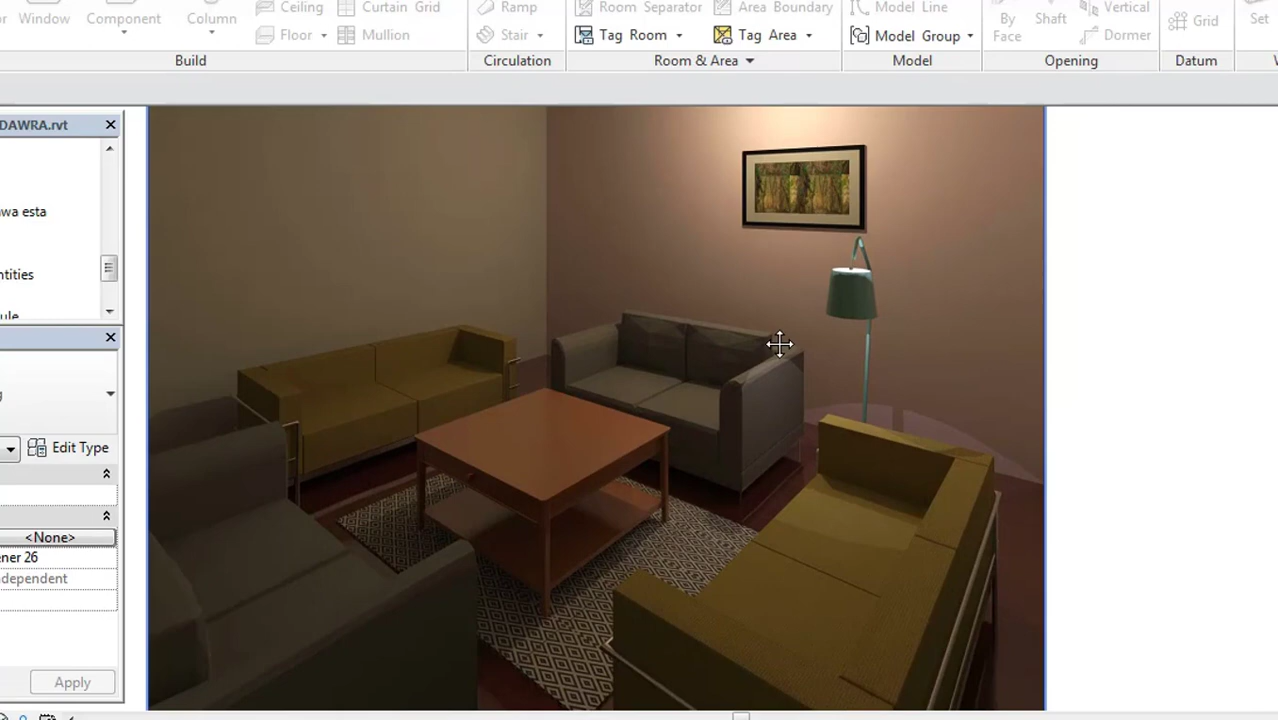 Window Component Column Ceiling Curtain Grid Ramp Room Separator Area Boundary Model Line By Face Shaft Vertical Grid Set
Floor Mullion Stair Tag Room Tag Area Model Group Dormer
Build Circulation Room & Area Model Opening Datum
DAWRA.rvt
awa esta
ntities
ule
g
Edit Type
<None>
ener 26
dependent
Apply